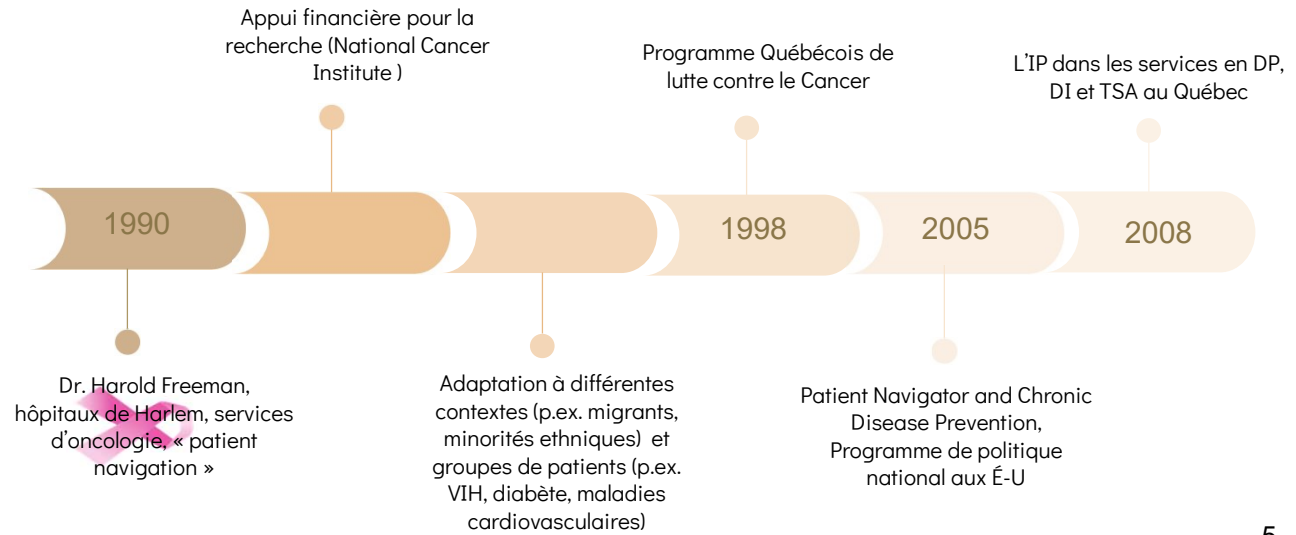 Appui financière pour la
recherche (National Cancer
Institute )
Programme Québécois de
lutte contre le Cancer
L'IP dans les services en DP,
DI et TSA au Québec
1990
1998
2005
2008
Dr. Harold Freeman,
hôpitaux de Harlem, services
d'oncologie, « patient
navigation »
Adaptation à différentes
contextes (p.ex. migrants,
minorités ethniques) et
groupes de patients (p.ex.
VIH, diabète, maladies
cardiovasculaires)
Patient Navigator and Chronic
Disease Prevention,
Programme de politique
national aux É-U